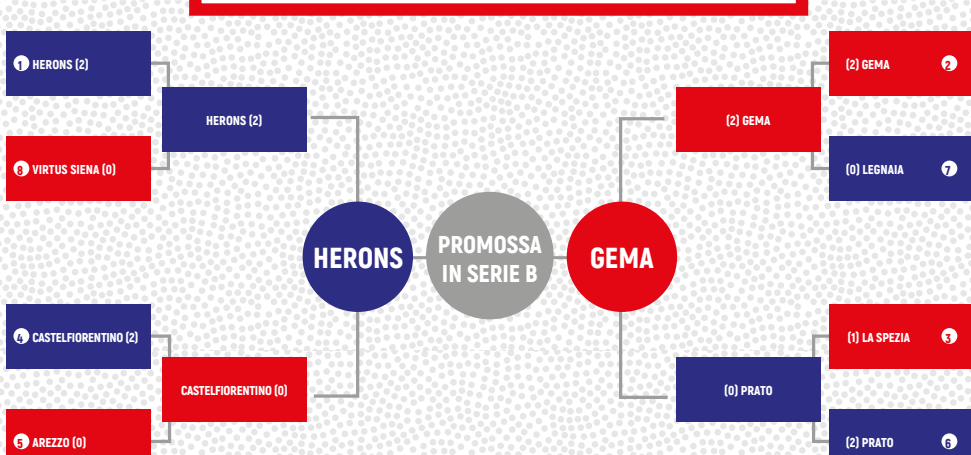 1 HERONS (2)
8 VIRTUS SIENA (0)
HERONS (2)
4 CASTELFIORENTINO (2)
5 AREZZO (0)
CASTELFIORENTINO (0)
HERONS
PROMOSSA
IN SERIE B
GEMA
(2) GEMA
(0) PRATO
(2) GEMA 2
(0) LEGNAIA 7
(1) LA SPEZIA 3
(2) PRATO 6